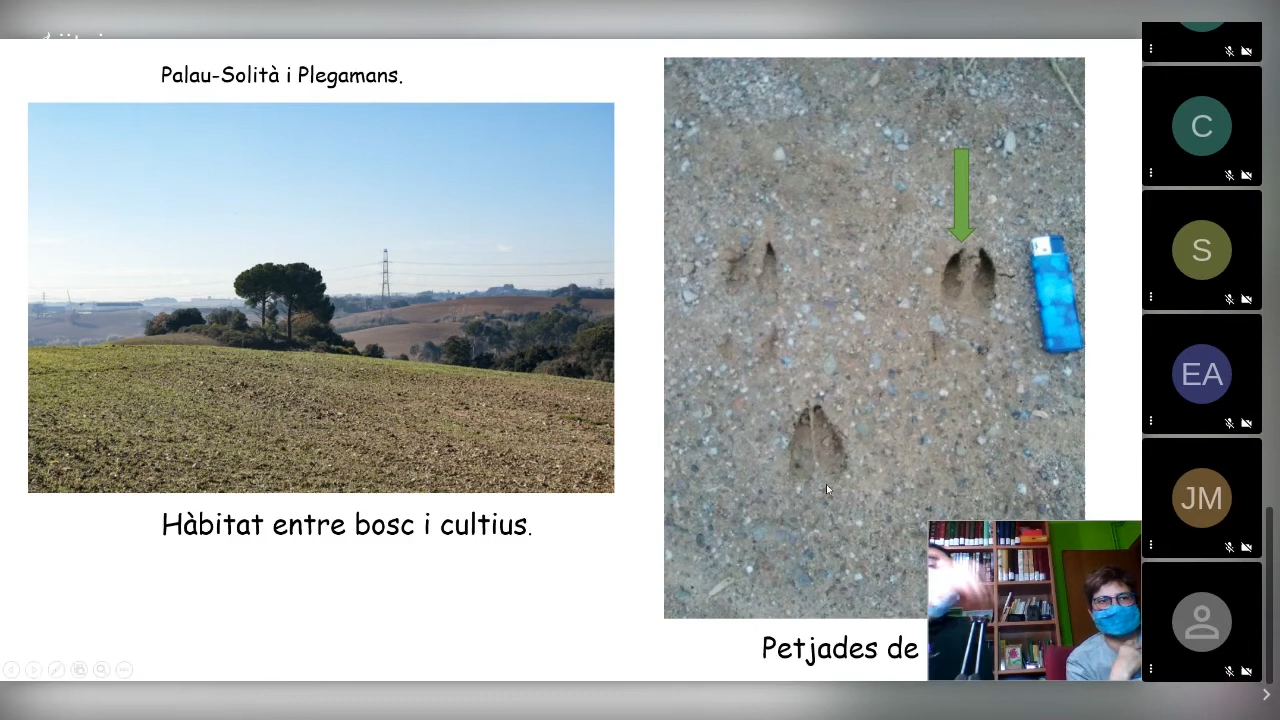 Palau-Solità i Plegamans.
Hàbitat entre bosc i cultius.
Petjades de
C
S
EA
JM